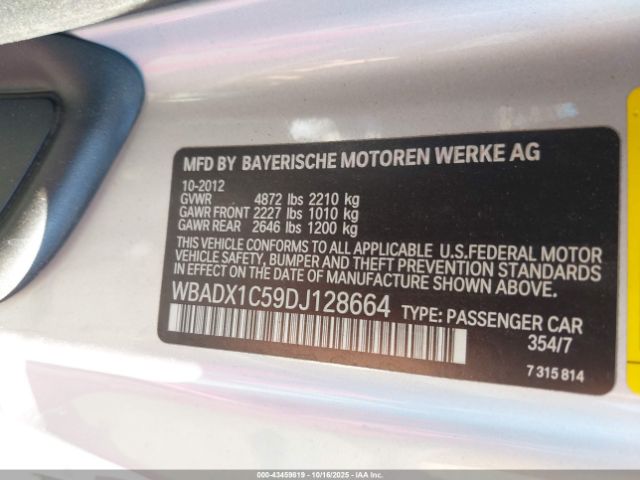 MFD BY BAYERISCHE MOTOREN WERKE AG
10-2012
GVWR 4872 lbs 2210 kg
GAWR FRONT 2227 lbs 1010 kg
GAWR REAR 2646 lbs 1200 kg
THIS VEHICLE CONFORMS TO ALL APPLICABLE U.S.FEDERAL MOTOR
VEHICLE SAFETY, BUMPER AND THEFT PREVENTION STANDARDS
IN EFFECT ON THE DATE OF MANUFACTURE SHOWN ABOVE.
WBADX1C59DJ128664 TYPE: PASSENGER CAR
354/7
7 315 814
000-43459619 | 10/16/2025 - IAAI.COM